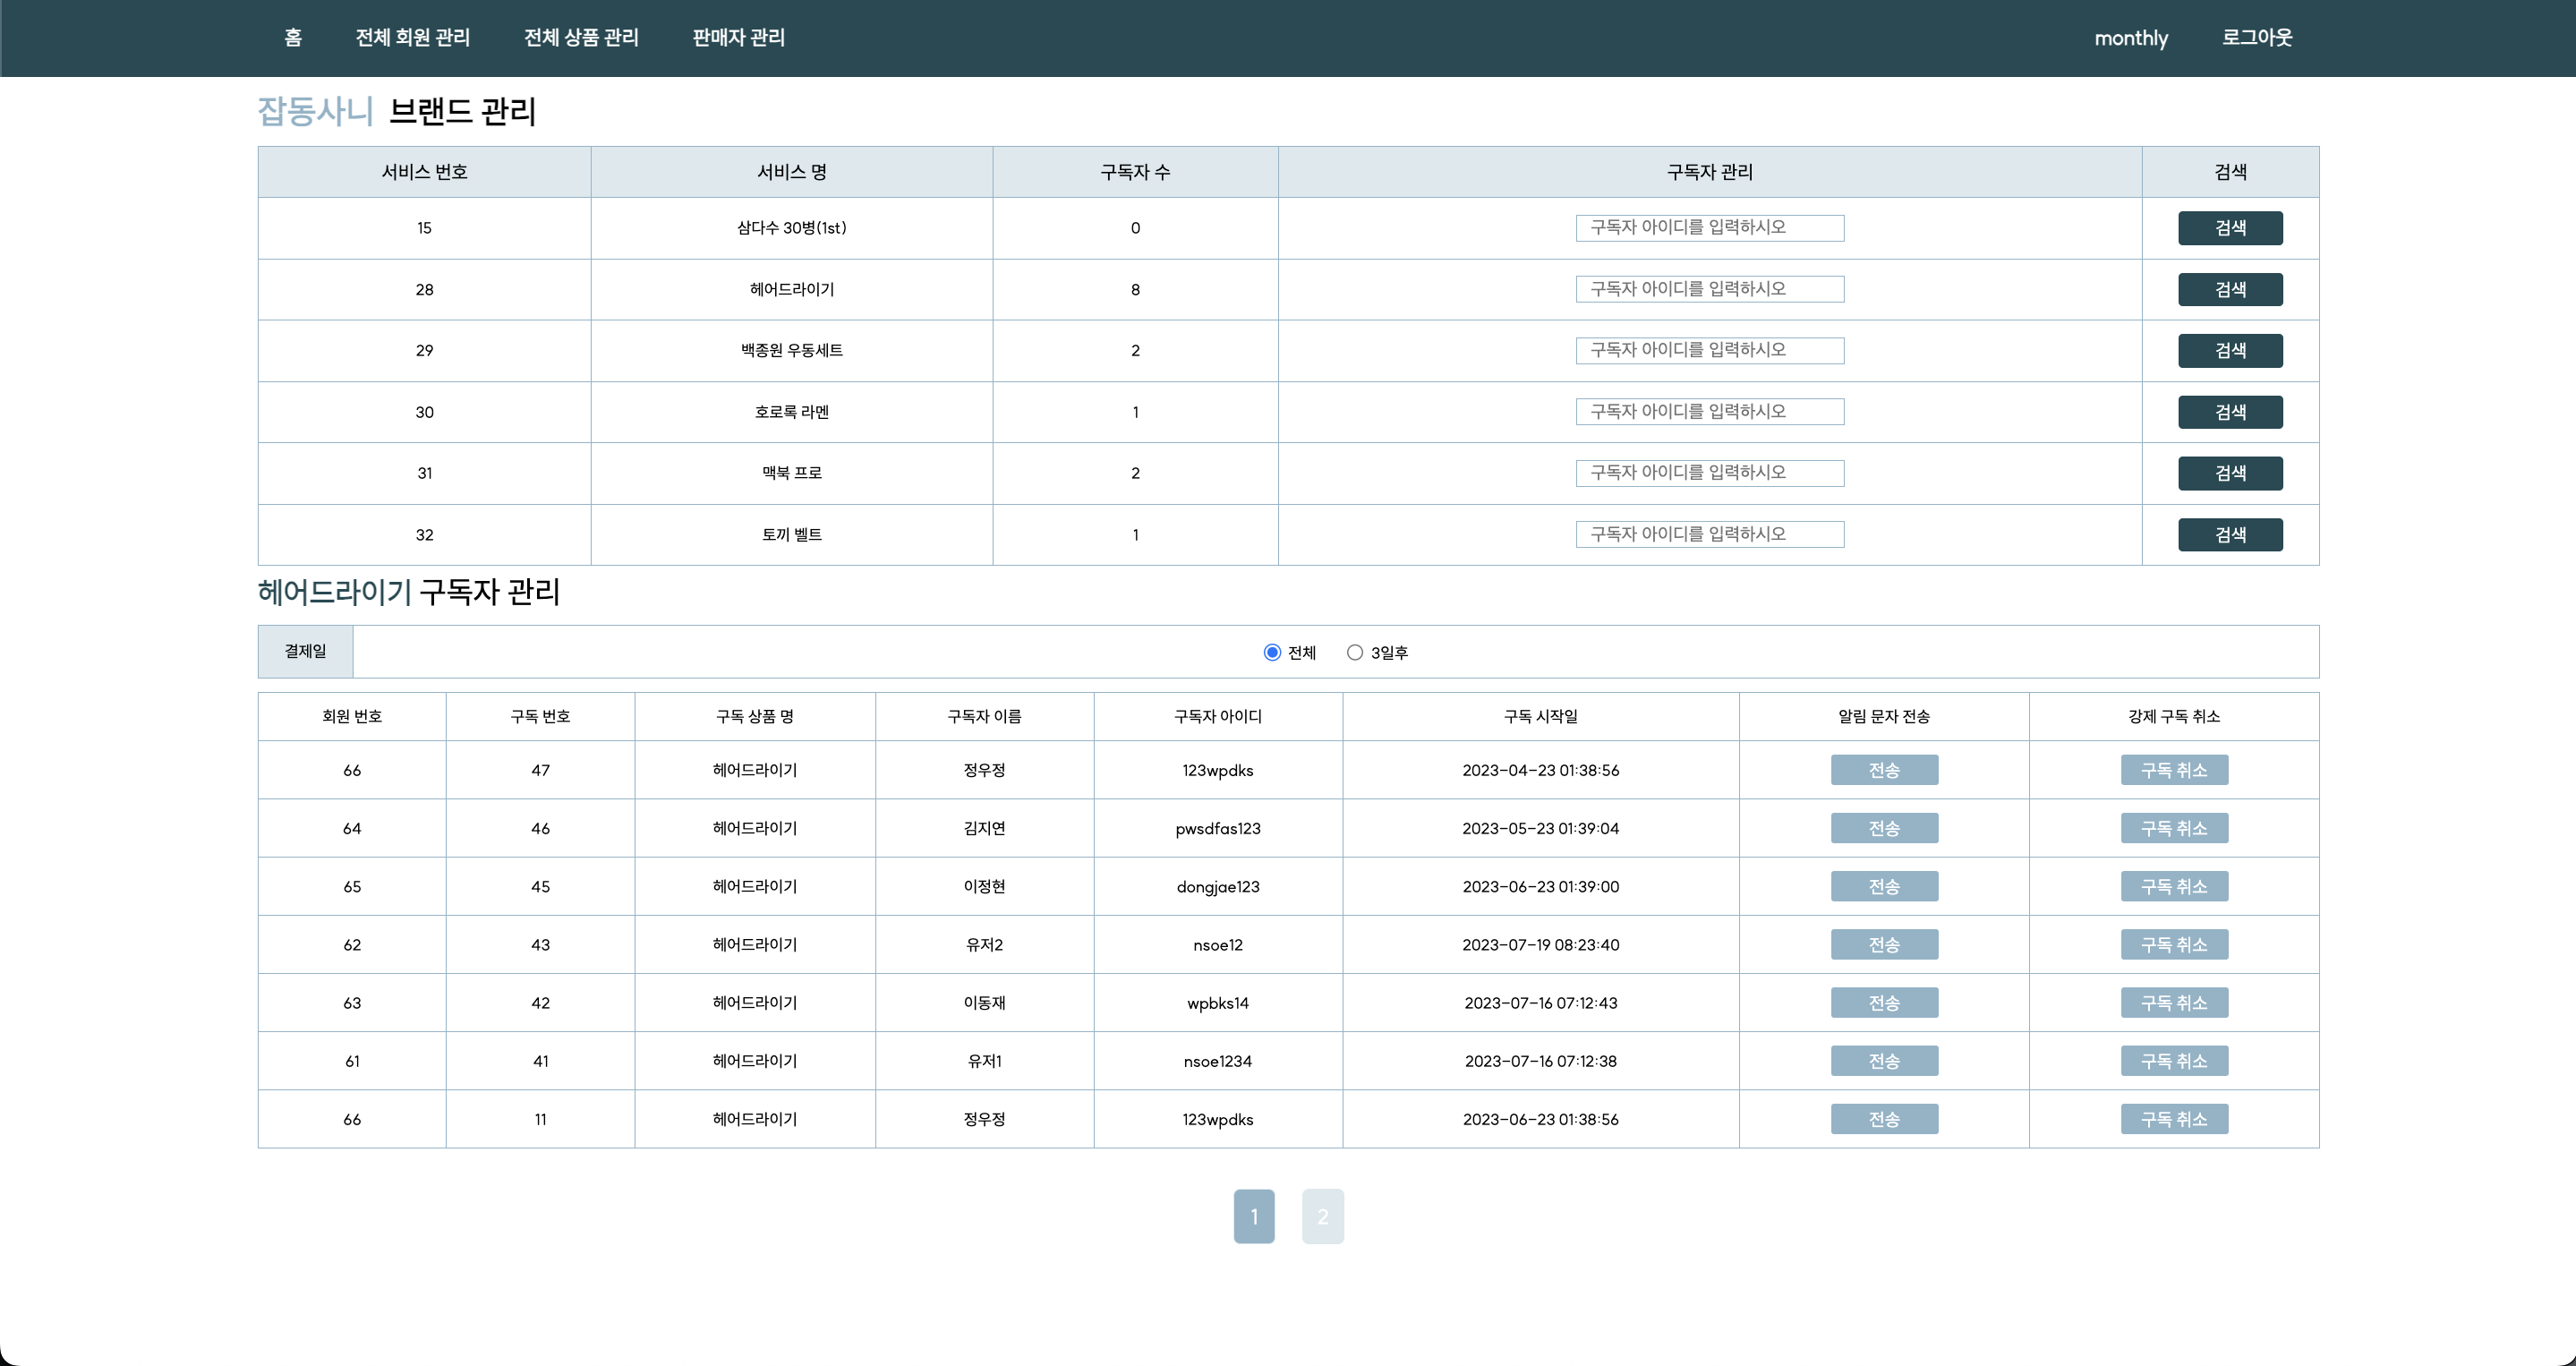 홈 전체 회원 관리 전체 상품 관리 판매자 관리 monthly 로그아웃
잡동사니 브랜드 관리
서비스 번호 서비스 명 구독자 수 구독자 관리 검색
15 삼다수 30병(1st) 0 구독자 아이디를 입력하시오 검색
28 헤어드라이기 8 구독자 아이디를 입력하시오 검색
29 백종원 우동세트 2 구독자 아이디를 입력하시오 검색
30 호로록 라멘 1 구독자 아이디를 입력하시오 검색
31 맥북 프로 2 구독자 아이디를 입력하시오 검색
32 토끼 벨트 1 구독자 아이디를 입력하시오 검색
헤어드라이기 구독자 관리
결제일 전체 3일후
회원 번호 구독 번호 구독 상품 명 구독자 이름 구독자 아이디 구독 시작일 알림 문자 전송 강제 구독 취소
66 47 헤어드라이기 정우정 123wpdks 2023-04-23 01:38:56 전송 구독 취소
64 46 헤어드라이기 김지연 pwsdfas123 2023-05-23 01:39:04 전송 구독 취소
65 45 헤어드라이기 이정현 dongjae123 2023-06-23 01:39:00 전송 구독 취소
62 43 헤어드라이기 유저2 nsoe12 2023-07-19 08:23:40 전송 구독 취소
63 42 헤어드라이기 이동재 wpbks14 2023-07-16 07:12:43 전송 구독 취소
61 41 헤어드라이기 유저1 nsoe1234 2023-07-16 07:12:38 전송 구독 취소
66 11 헤어드라이기 정우정 123wpdks 2023-06-23 01:38:56 전송 구독 취소
1 2